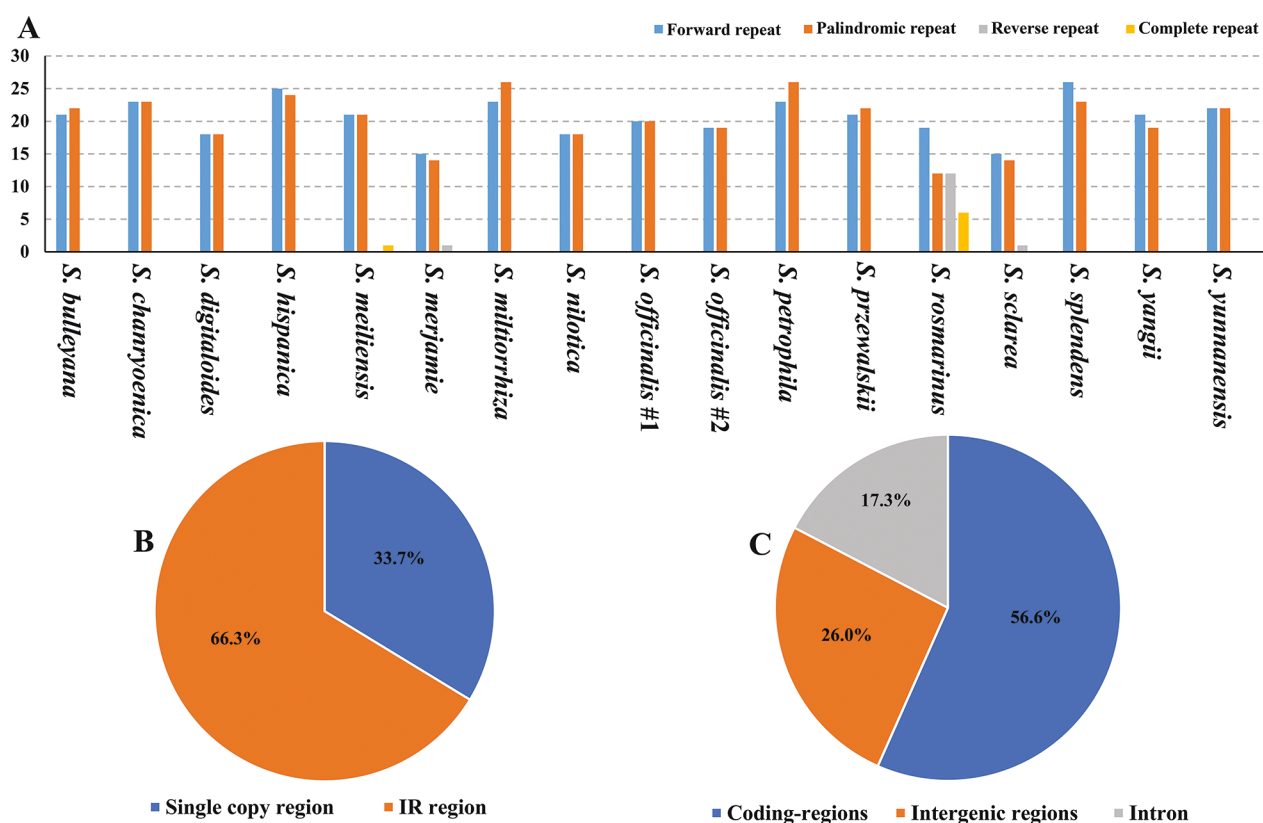 A
Forward repeat Palindromic repeat Reverse repeat Complete repeat
30
25
20
15
10
5
0
S. bulleyana
S. chanryoenica
S. digitaloides
S. hispanica
S. meiliensis
S. merjamie
S. miltiorrhiza
S. nilotica
S. officinalis #1
S. officinalis #2
S. petrophila
S. przewalskii
S. rosmarinus
S. sclarea
S. splendens
S. yangii
S. yunnanensis
B
33.7%
66.3%
Single copy region IR region
C
17.3%
26.0%
56.6%
Coding-regions Intergenic regions Intron